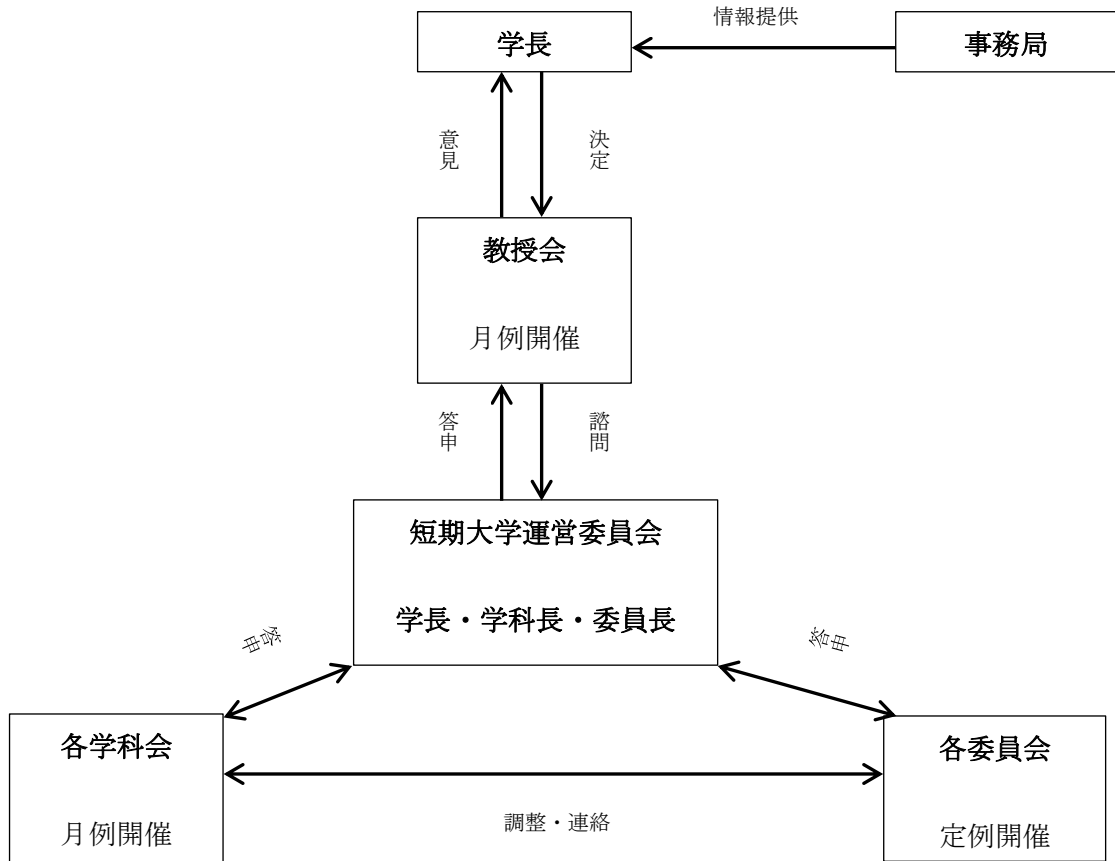 情報提供
学長
事務局
意見
決定
教授会
月例開催
答申
諮問
短期大学運営委員会
学長・学科長・委員長
答申
答申
各学科会
月例開催
各委員会
定例開催
調整・連絡